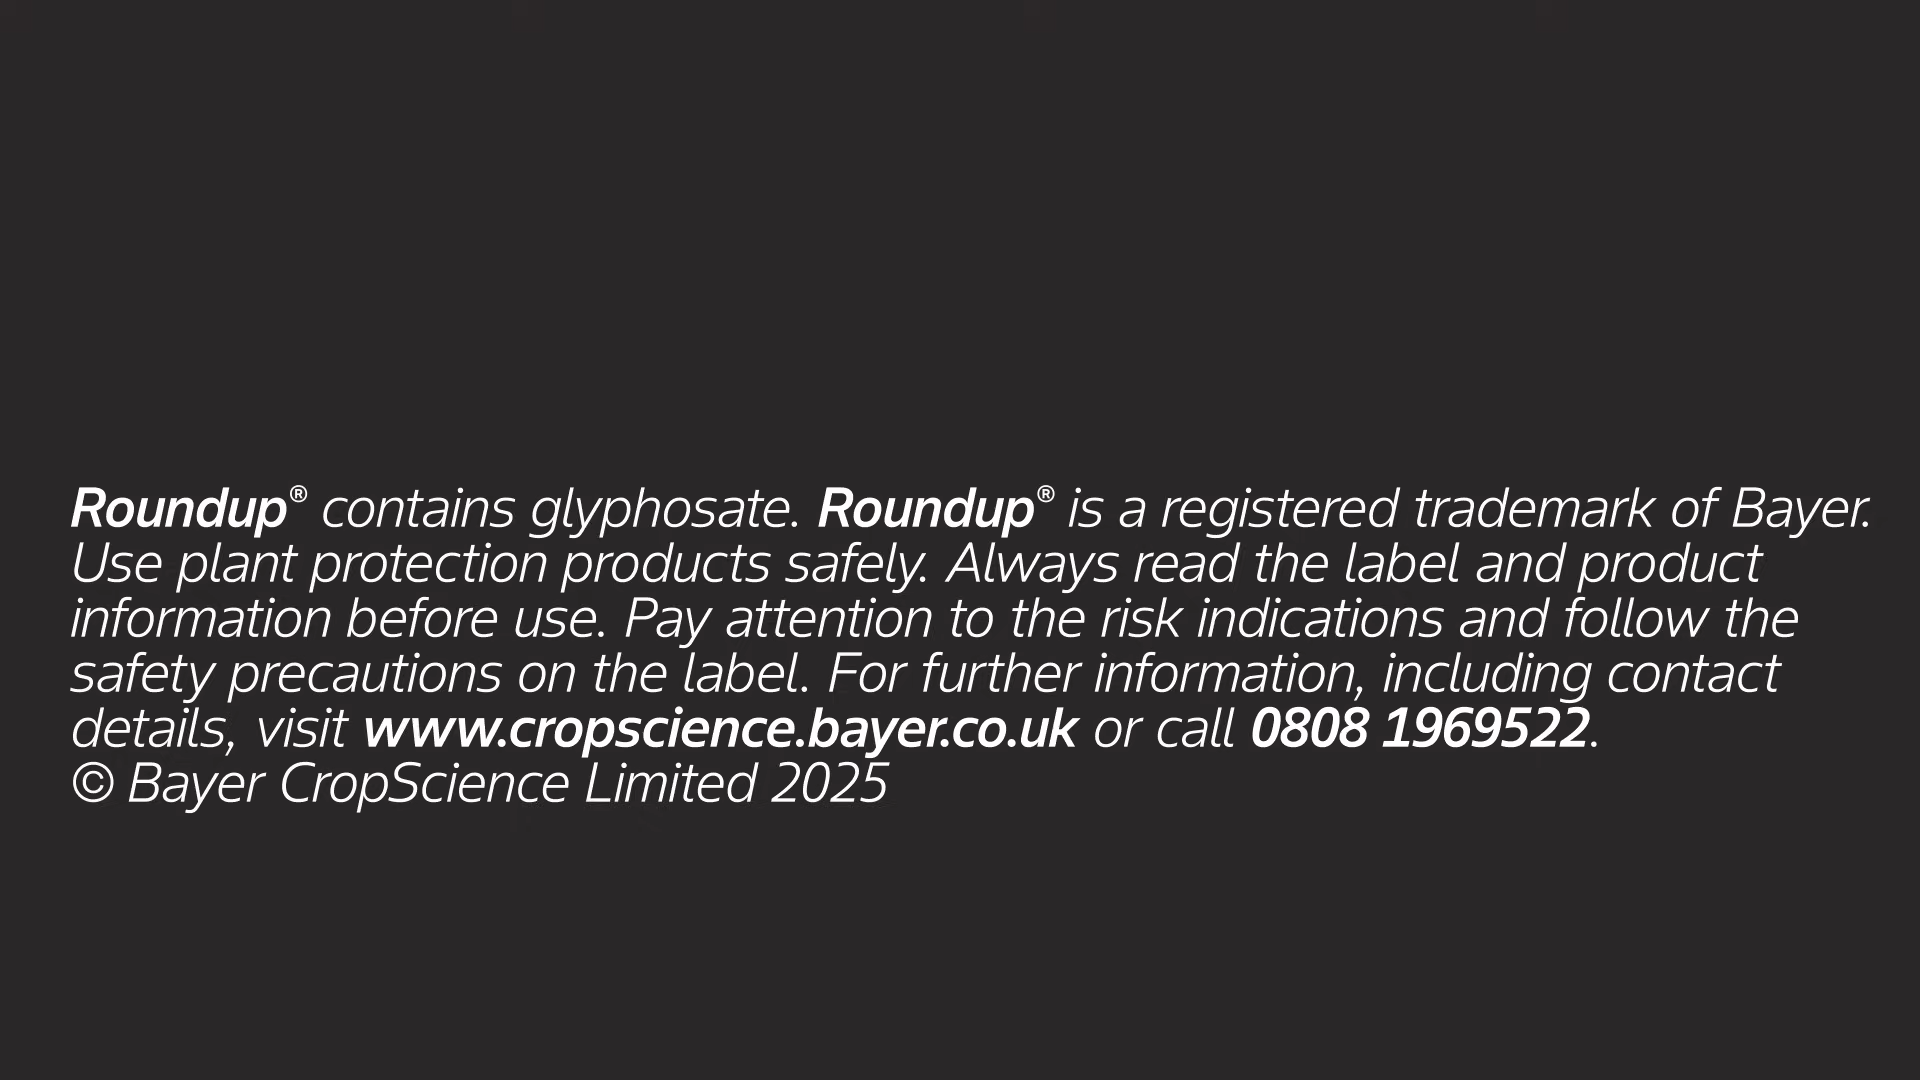 Roundup® contains glyphosate. Roundup® is a registered trademark of Bayer.
Use plant protection products safely. Always read the label and product
information before use. Pay attention to the risk indications and follow the
safety precautions on the label. For further information, including contact
details, visit www.cropscience.bayer.co.uk or call 0808 1969522.
© Bayer CropScience Limited 2025